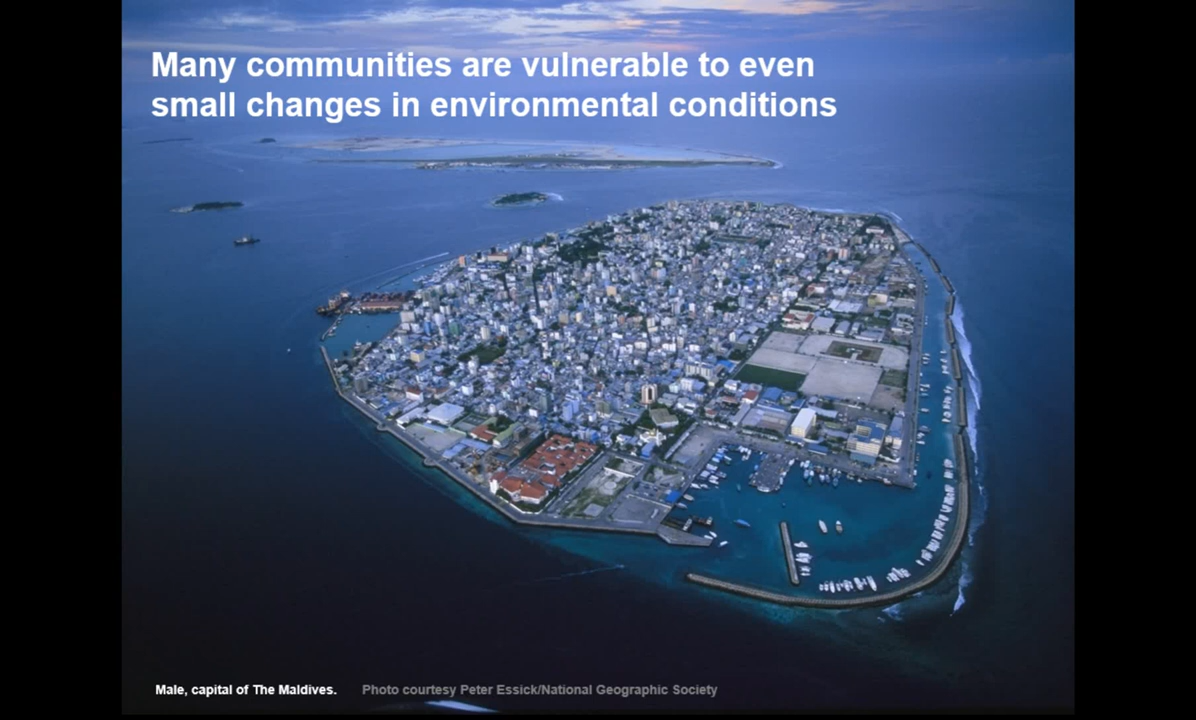 Many communities are vulnerable to even
small changes in environmental conditions
Male, capital of The Maldives. Photo courtesy Peter Essick/National Geographic Society